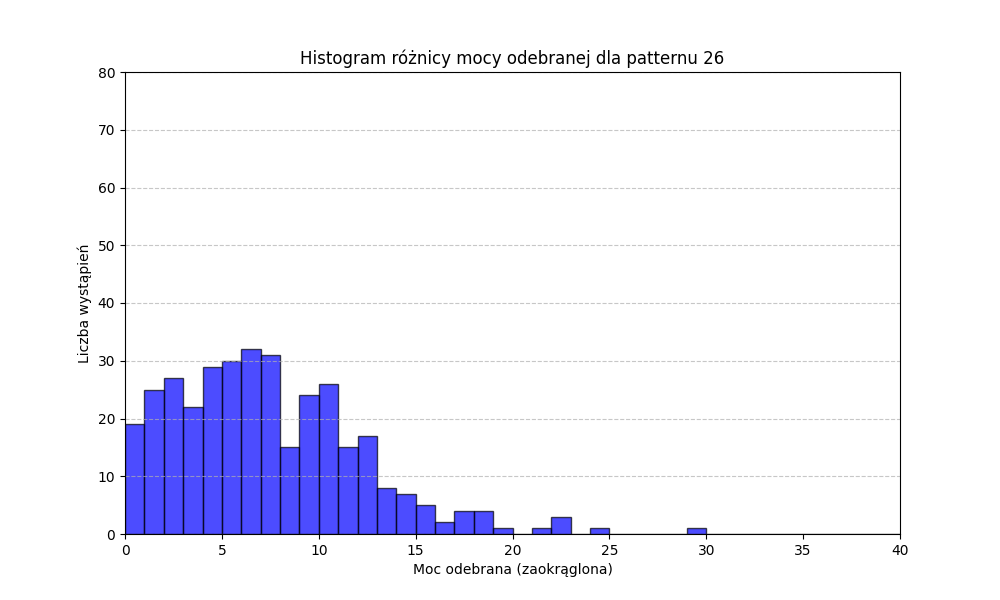 Histogram różnicy mocy odebranej dla patternu 26
80
70
60
50
40
30
20
10
0
Liczba wystąpień
0 5 10 15 20 25 30 35 40
Moc odebrana (zaokrąglona)